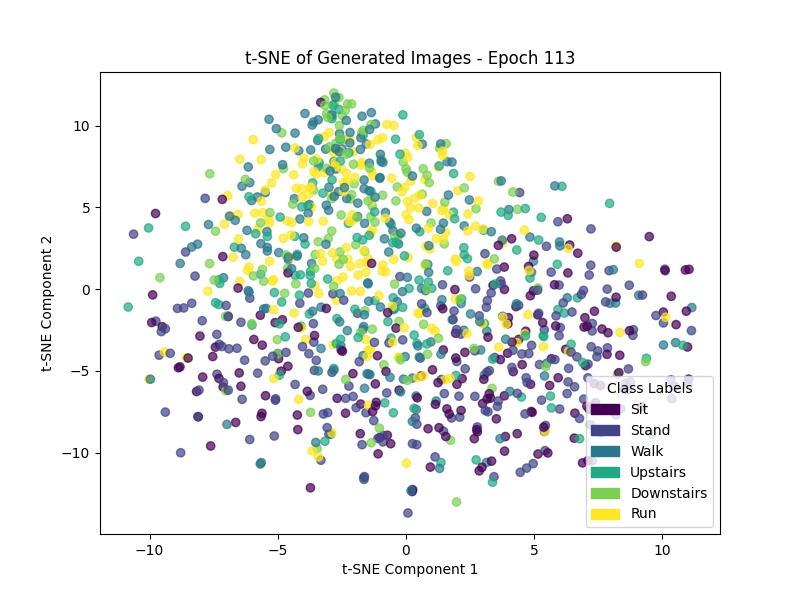 t-SNE of Generated Images - Epoch 113
t-SNE Component 2
10
5
0
−5
−10
Class Labels
Sit
Stand
Walk
Upstairs
Downstairs
Run
−10 −5 0 5 10
t-SNE Component 1